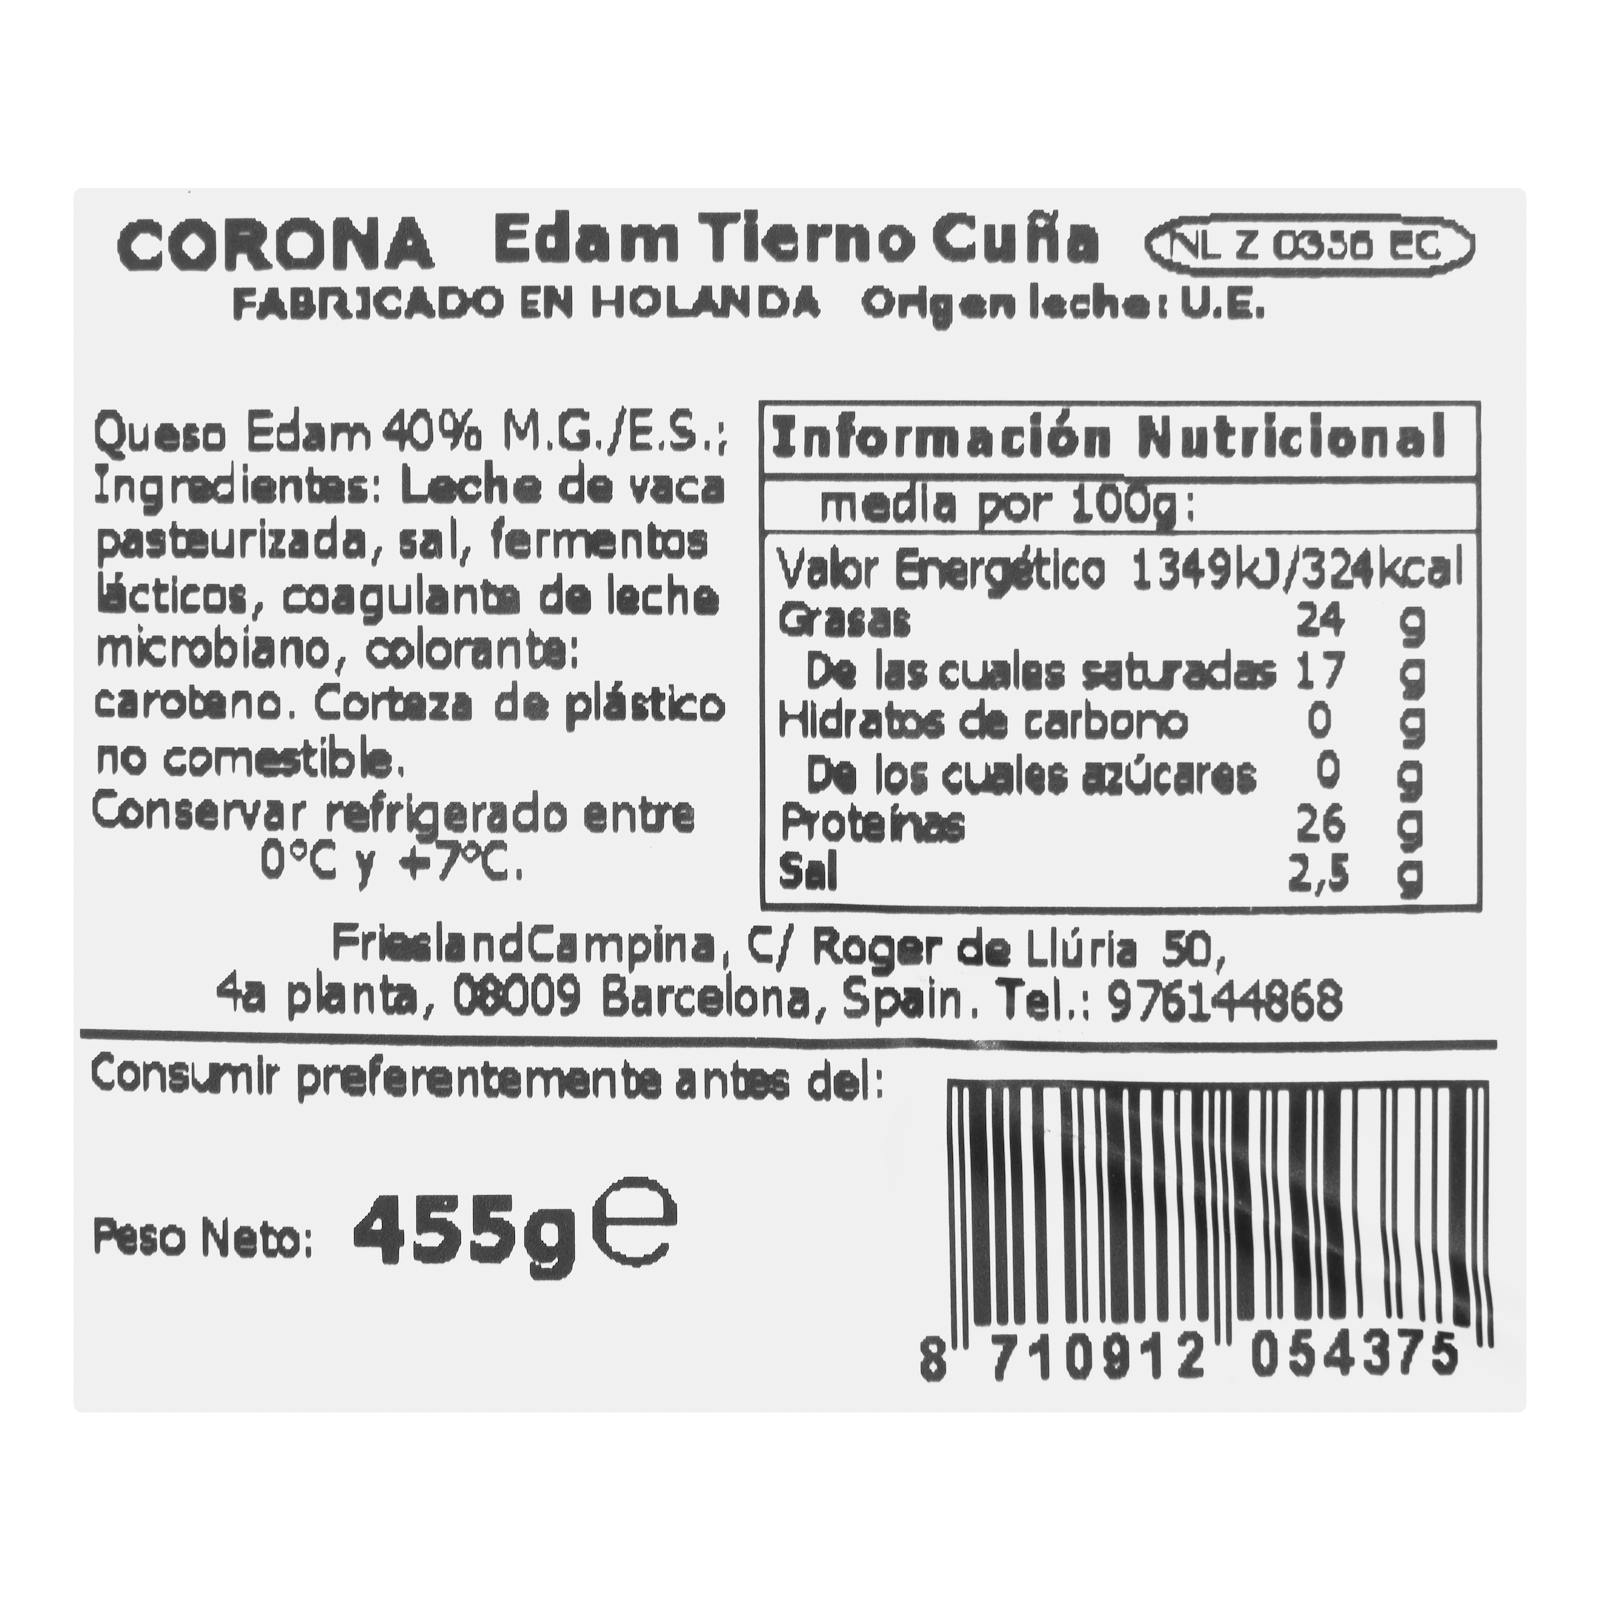 CORONA Edam Tierno Cuña NL Z 0356 EC
FABRICADO EN HOLANDA Origen leche: U.E.
Queso Edam 40% M.G./E.S.;
Ingredientes: Leche de vaca
pasteurizada, sal, fermentos
lácticos, coagulante de leche
microbiano, colorante:
caroteno. Corteza de plástico
no comestible.
Conservar refrigerado entre
0°C y +7°C.
Información Nutricional
media por 100g:
Valor Energético 1349kJ/324kcal
Grasas 24 g
De las cuales saturadas 17 g
Hidratos de carbono 0 g
De los cuales azúcares 0 g
Proteínas 26 g
Sal 2,5 g
FrieslandCampina, C/ Roger de Llúria 50,
4a planta, 08009 Barcelona, Spain. Tel.: 976144868
Consumir preferentemente antes del:
Peso Neto: 455g e
8 710912 054375